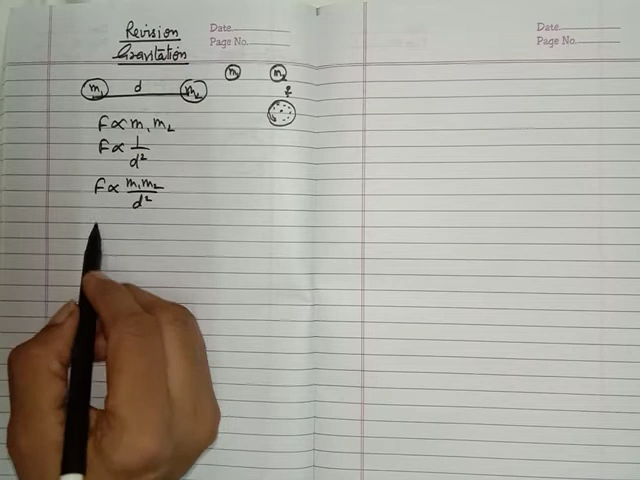 Revision
Gravitation
Date
Page No.
Date
Page No.
m₁ d m₂
m₁ m₂
F ∝ m₁ m₂
F ∝ 1/d²
F ∝ m₁m₂/d²